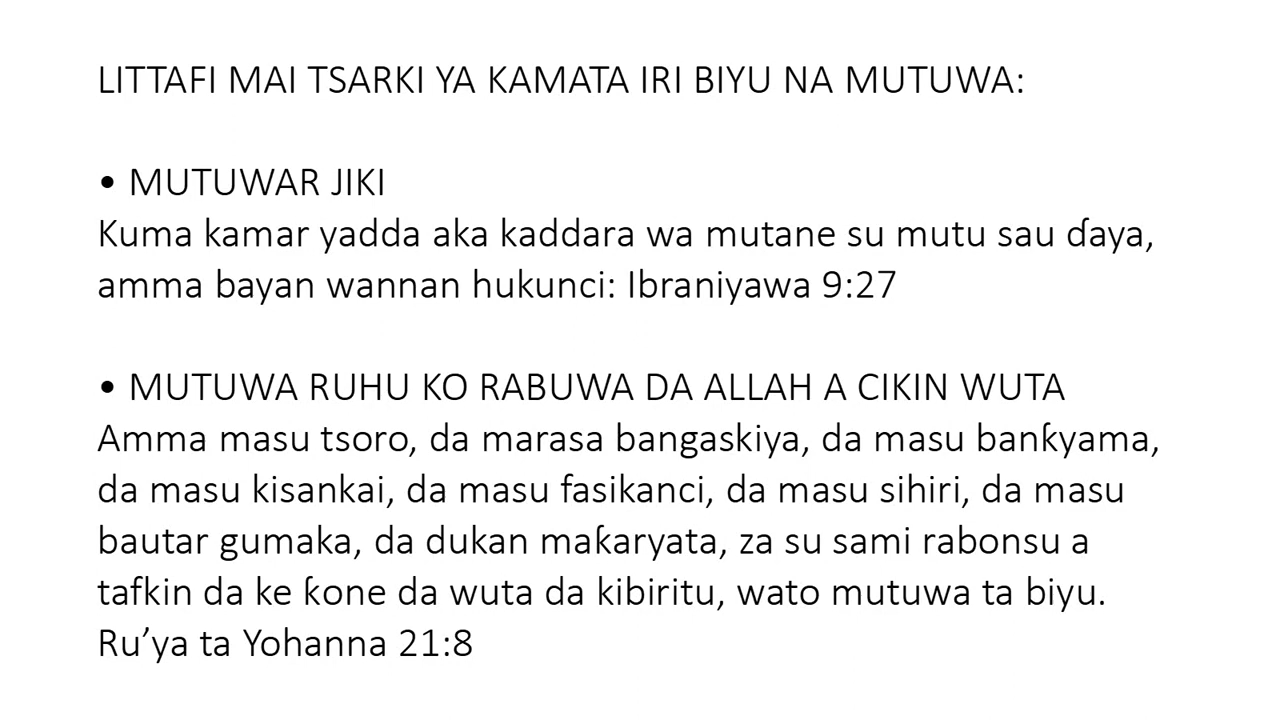 LITTAFI MAI TSARKI YA KAMATA IRI BIYU NA MUTUWA:
• MUTUWAR JIKI
Kuma kamar yadda aka kaddara wa mutane su mutu sau ɗaya,
amma bayan wannan hukunci: Ibraniyawa 9:27
• MUTUWA RUHU KO RABUWA DA ALLAH A CIKIN WUTA
Amma masu tsoro, da marasa bangaskiya, da masu banƙyama,
da masu kisankai, da masu fasikanci, da masu sihiri, da masu
bautar gumaka, da dukan maƙaryata, za su sami rabonsu a
tafkin da ke ƙone da wuta da kibiritu, wato mutuwa ta biyu.
Ru’ya ta Yohanna 21:8